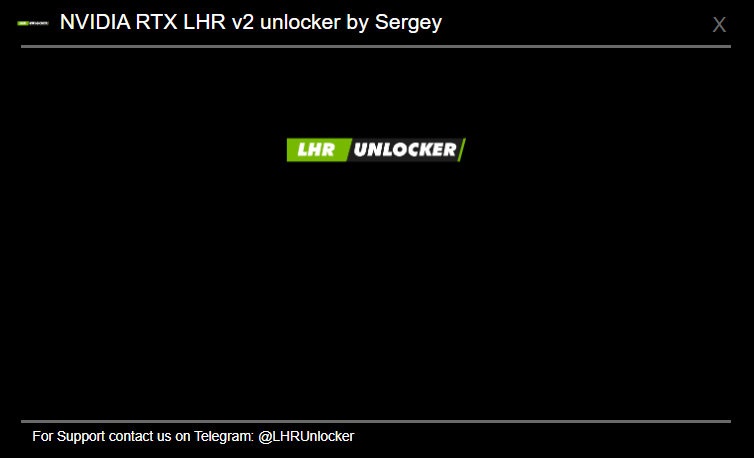 NVIDIA RTX LHR v2 unlocker by Sergey
X
LHR UNLOCKER
For Support contact us on Telegram: @LHRUnlocker